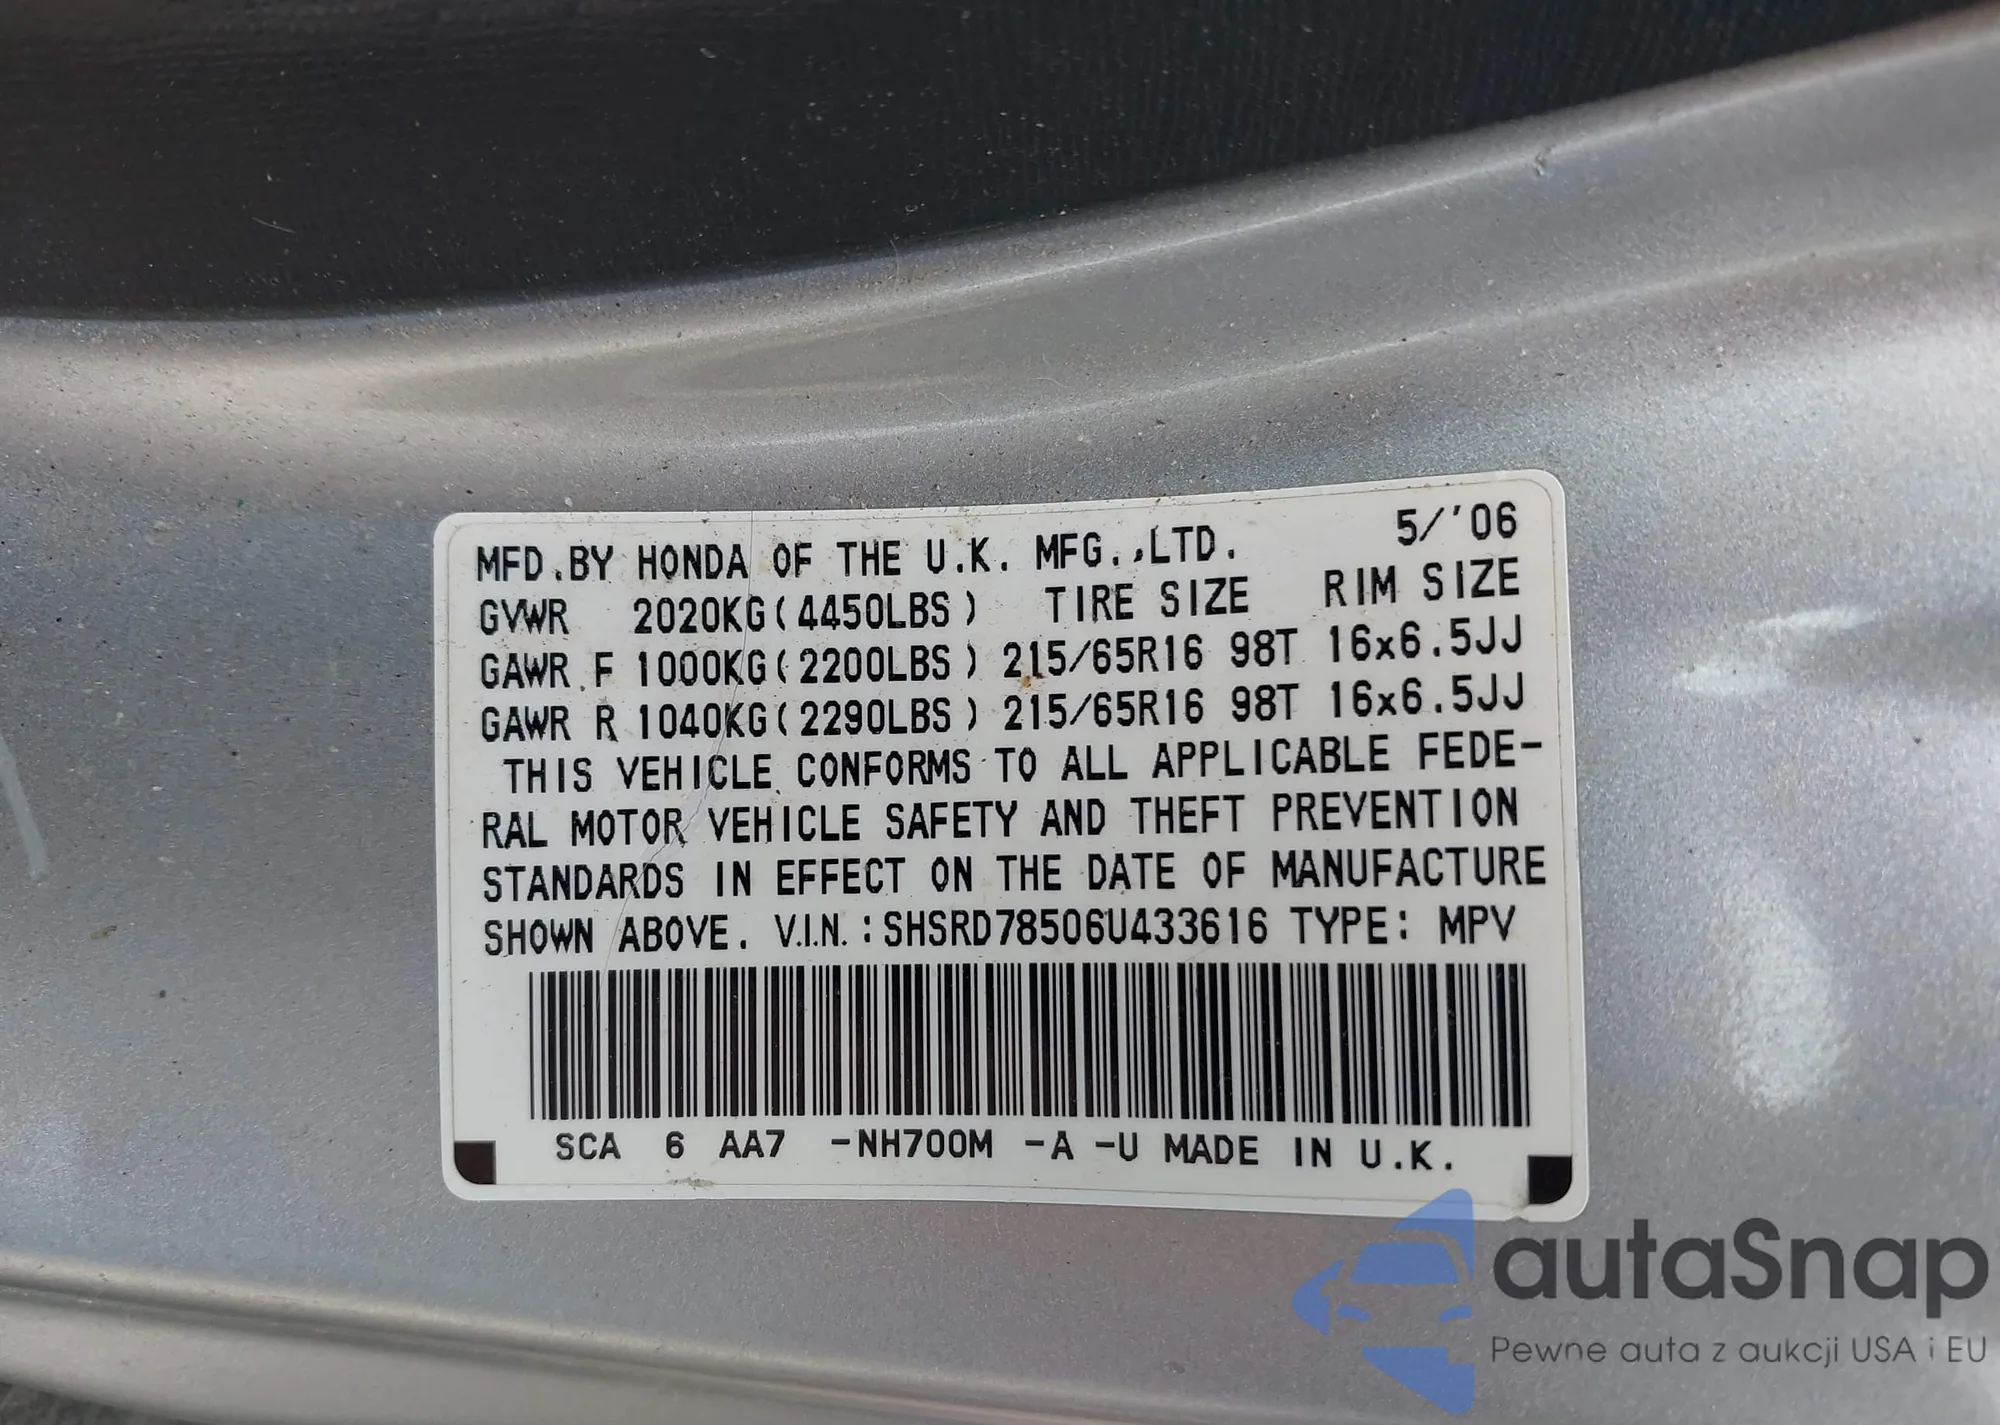 MFD.BY HONDA OF THE U.K. MFG.,LTD. 5/'06
GVWR 2020KG(4450LBS) TIRE SIZE RIM SIZE
GAWR F 1000KG(2200LBS) 215/65R16 98T 16x6.5JJ
GAWR R 1040KG(2290LBS) 215/65R16 98T 16x6.5JJ
THIS VEHICLE CONFORMS TO ALL APPLICABLE FEDE-
RAL MOTOR VEHICLE SAFETY AND THEFT PREVENTION
STANDARDS IN EFFECT ON THE DATE OF MANUFACTURE
SHOWN ABOVE. V.I.N.:SHSRD78506U433616 TYPE: MPV
SCA 6 AA7 -NH700M -A -U MADE IN U.K.
autaSnap
Pewne auta z aukcji USA i EU